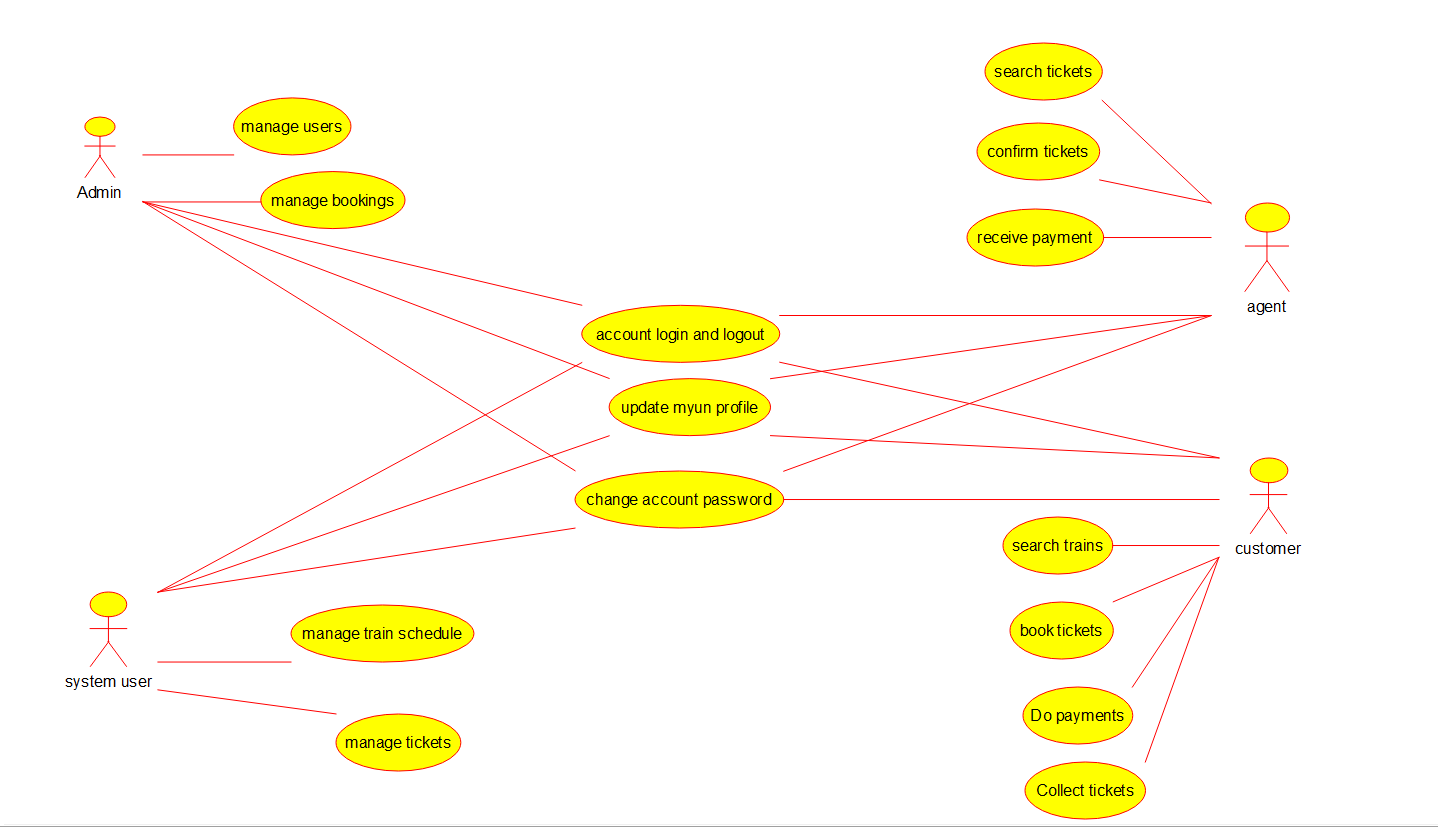 search tickets
manage users
confirm tickets
Admin
manage bookings
receive payment
agent
account login and logout
update myun profile
change account password
search trains
customer
book tickets
manage train schedule
system user
Do payments
manage tickets
Collect tickets